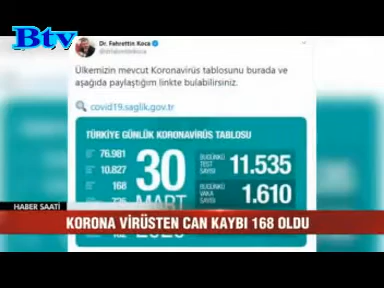 Btv
Dr. Fahrettin Koca
@drfahrettinkoca
Ülkemizin mevcut Koronavirüs tablosunu burada ve
aşağıda paylaştığım linkte bulabilirsiniz.
covid19.saglik.gov.tr
TÜRKİYE GÜNLÜK KORONAVİRÜS TABLOSU
76.981
10.827
168
30
MART
BUGÜNKÜ
TEST
SAYISI
11.535
BUGÜNKÜ
VAKA
SAYISI
1.610
HABER SAATİ
KORONA VİRÜSTEN CAN KAYBI 168 OLDU